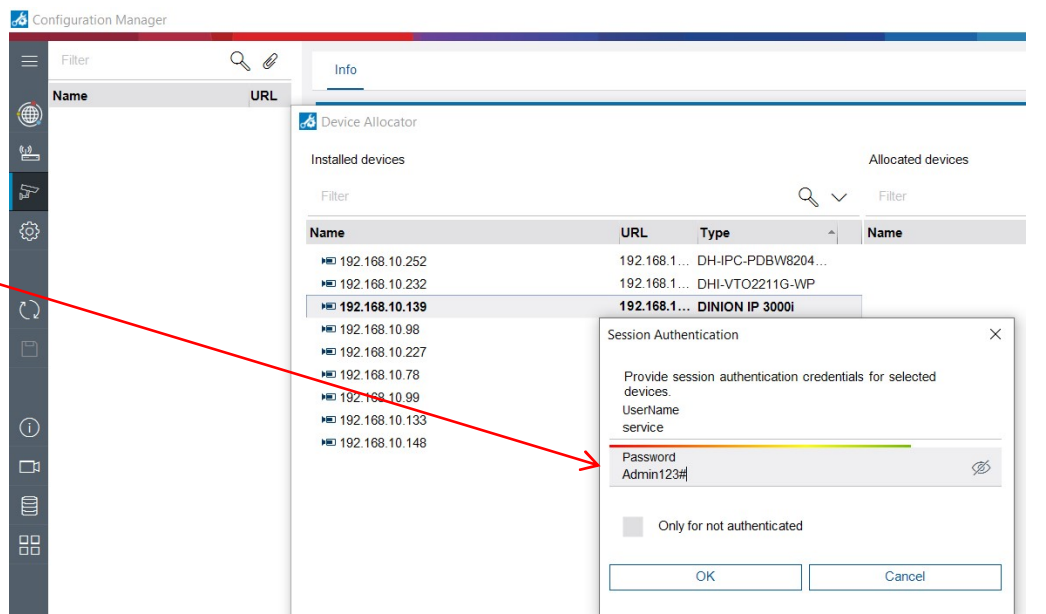 Configuration Manager
Filter
Name URL
Info
Device Allocator
Installed devices
Allocated devices
Filter
Filter
Name URL Type
Name
192.168.10.252 192.168.1... DH-IPC-PDBW8204...
192.168.10.232 192.168.1... DHI-VTO2211G-WP
192.168.10.139 192.168.1... DINION IP 3000i
192.168.10.98
192.168.10.227
192.168.10.78
192.168.10.99
192.168.10.133
192.168.10.148
Session Authentication
Provide session authentication credentials for selected
devices.
UserName
service
Password
Admin123#
Only for not authenticated
OK Cancel